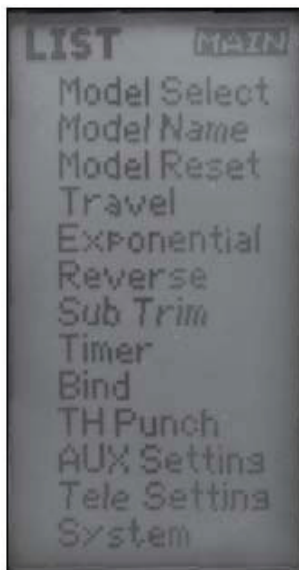 LIST MAIN
Model Select
Model Name
Model Reset
Travel
Exponential
Reverse
Sub Trim
Timer
Bind
TH Punch
AUX Setting
Tele Setting
System